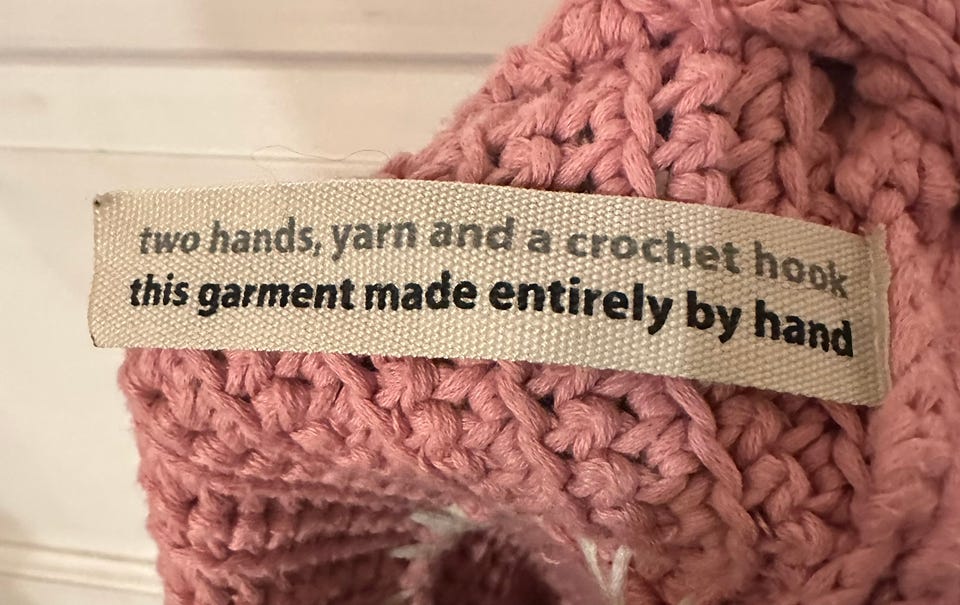 two hands, yarn and a crochet hook
this garment made entirely by hand